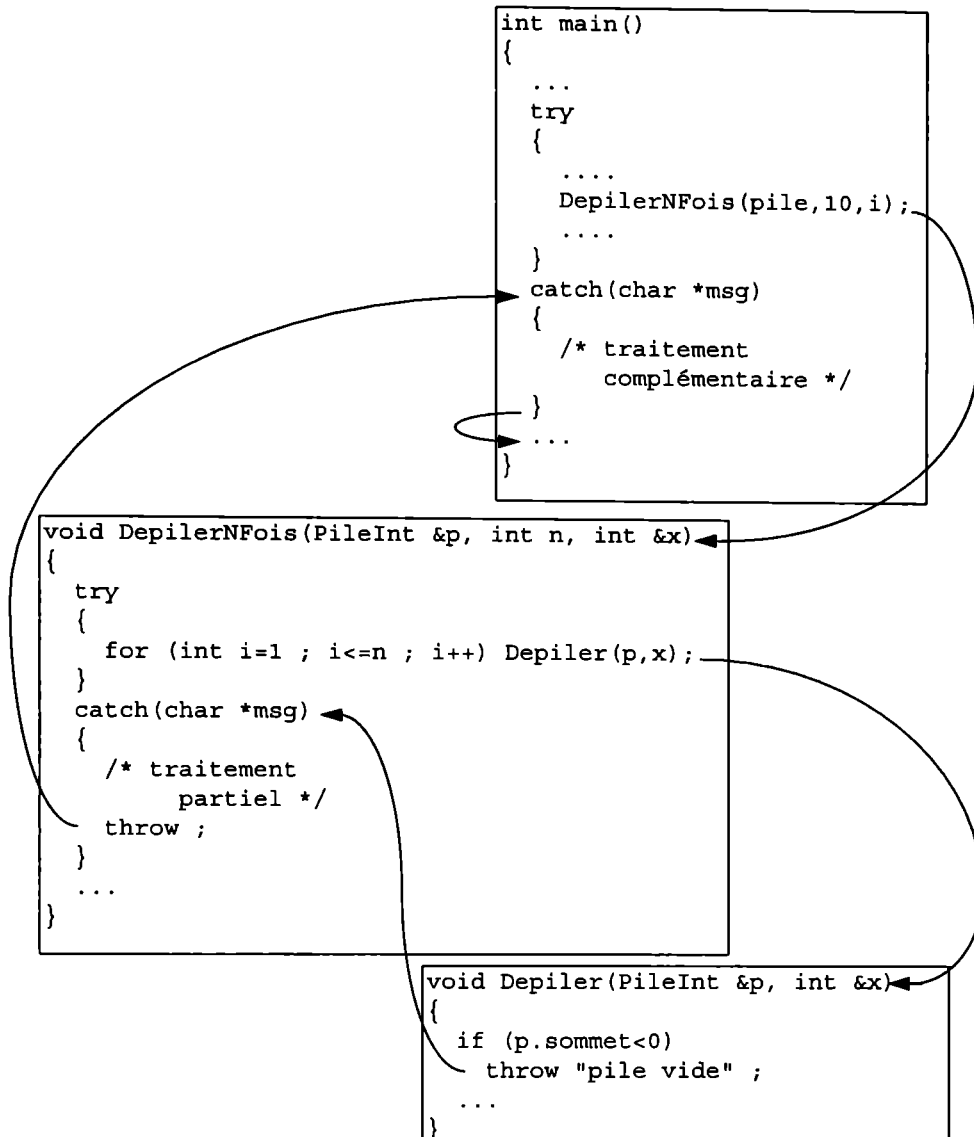 int main()
{
...
try
{
....
DepilerNFois(pile,10,i);
....
}
catch(char *msg)
{
/* traitement
complémentaire */
}
...
}
void DepilerNFois(PileInt &p, int n, int &x)
{
try
{
for (int i=1 ; i<=n ; i++) Depiler(p,x);
}
catch(char *msg)
{
/* traitement
partiel */
throw ;
}
...
}
void Depiler(PileInt &p, int &x)
{
if (p.sommet<0)
throw "pile vide" ;
...
}